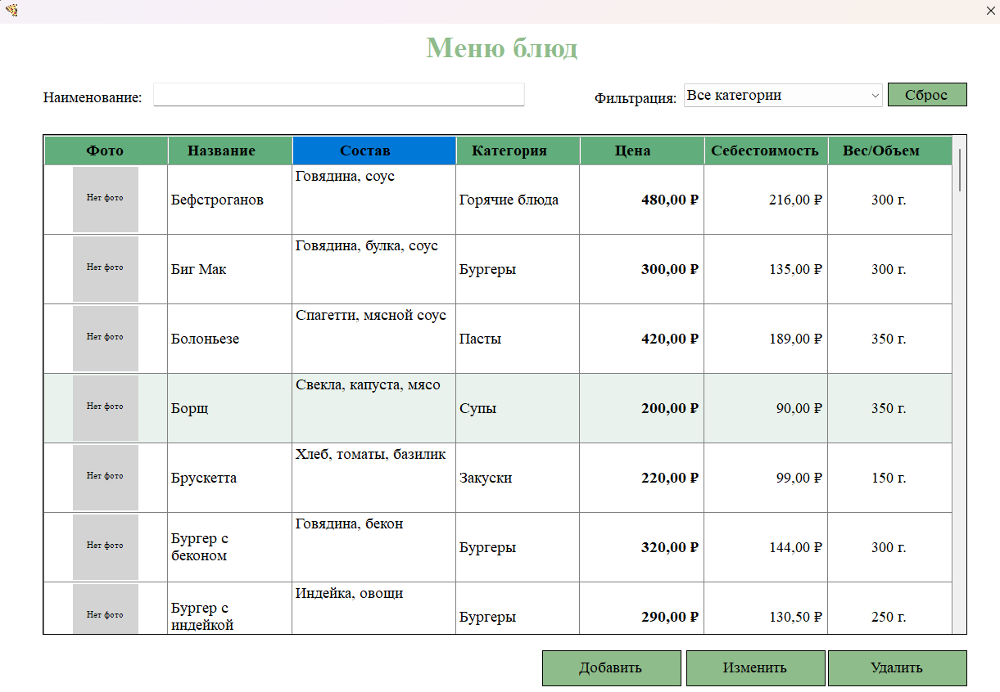 Меню блюд
Наименование:
Фильтрация: Все категории Сброс
Фото Название Состав Категория Цена Себестоимость Вес/Объем
Нет фото Бефстроганов Говядина, соус Горячие блюда 480,00 ₽ 216,00 ₽ 300 г.
Нет фото Биг Мак Говядина, булка, соус Бургеры 300,00 ₽ 135,00 ₽ 300 г.
Нет фото Болоньезе Спагетти, мясной соус Пасты 420,00 ₽ 189,00 ₽ 350 г.
Нет фото Борщ Свекла, капуста, мясо Супы 200,00 ₽ 90,00 ₽ 350 г.
Нет фото Брускетта Хлеб, томаты, базилик Закуски 220,00 ₽ 99,00 ₽ 150 г.
Нет фото Бургер с беконом Говядина, бекон Бургеры 320,00 ₽ 144,00 ₽ 300 г.
Нет фото Бургер с индейкой Индейка, овощи Бургеры 290,00 ₽ 130,50 ₽ 250 г.
Добавить Изменить Удалить